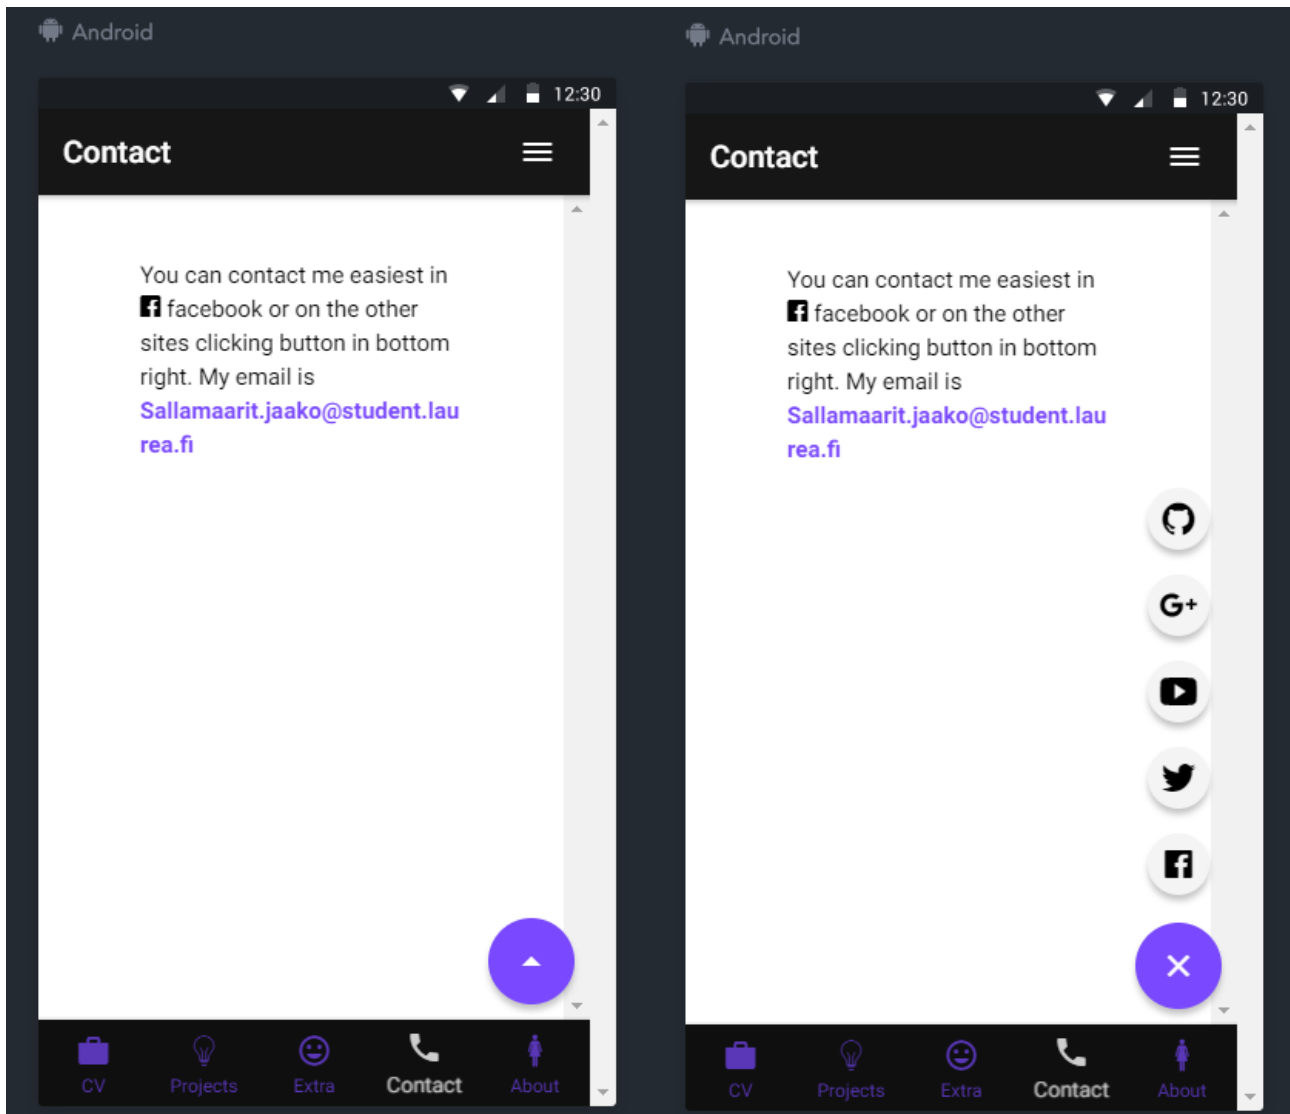 Android
12:30
Contact
You can contact me easiest in
facebook or on the other
sites clicking button in bottom
right. My email is
Sallamaarit.jaako@student.lau
rea.fi
CV
Projects
Extra
Contact
About
Android
12:30
Contact
You can contact me easiest in
facebook or on the other
sites clicking button in bottom
right. My email is
Sallamaarit.jaako@student.lau
rea.fi
G+
CV
Projects
Extra
Contact
About